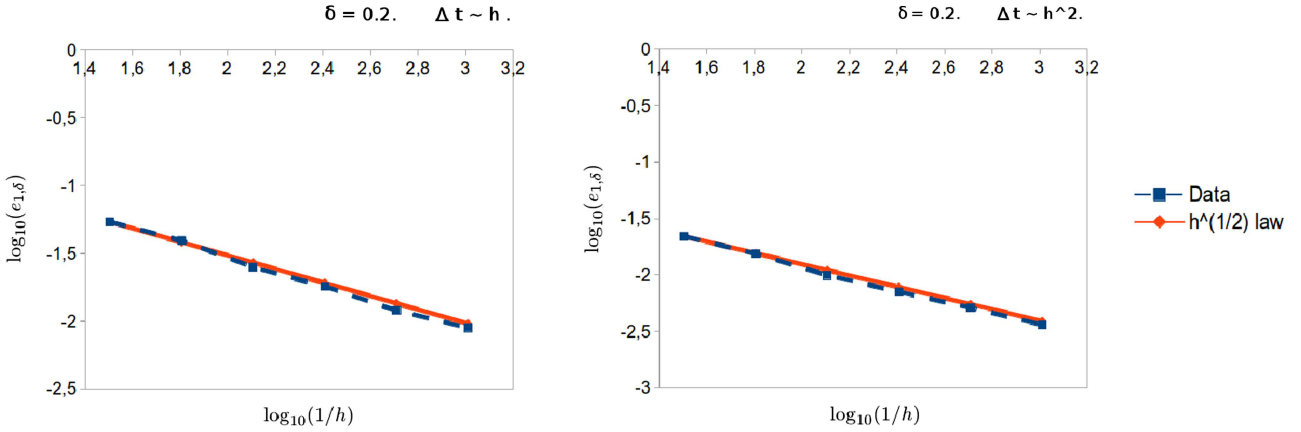 δ = 0.2. Δ t ~ h .
0
1,4 1,6 1,8 2 2,2 2,4 2,6 2,8 3 3,2
-0,5
-1
-1,5
-2
-2,5
log₁₀(e₁,δ)
log₁₀(1/h)
δ = 0.2. Δ t ~ h^2.
0
1,4 1,6 1,8 2 2,2 2,4 2,6 2,8 3 3,2
-0,5
-1
-1,5
-2
-2,5
-3
log₁₀(e₁,δ)
log₁₀(1/h)
Data
h^(1/2) law